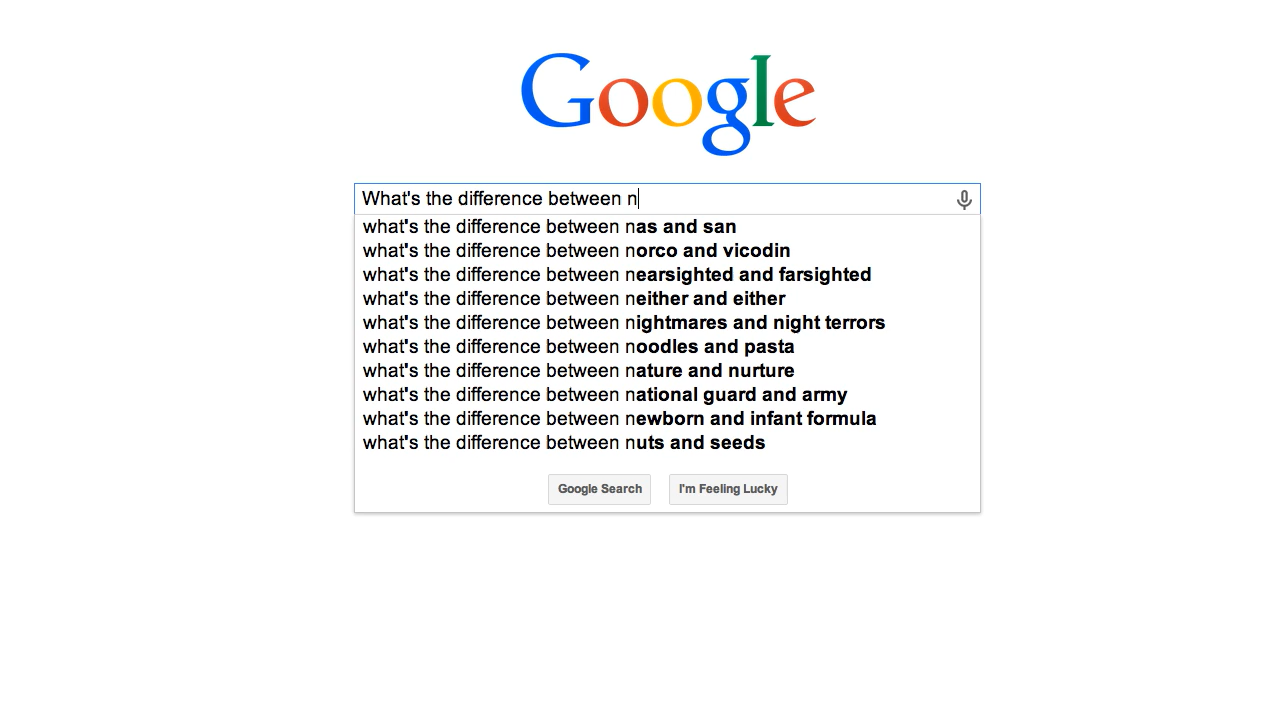 Google
What's the difference between n
what's the difference between nas and san
what's the difference between norco and vicodin
what's the difference between nearsighted and farsighted
what's the difference between neither and either
what's the difference between nightmares and night terrors
what's the difference between noodles and pasta
what's the difference between nature and nurture
what's the difference between national guard and army
what's the difference between newborn and infant formula
what's the difference between nuts and seeds
Google Search I'm Feeling Lucky